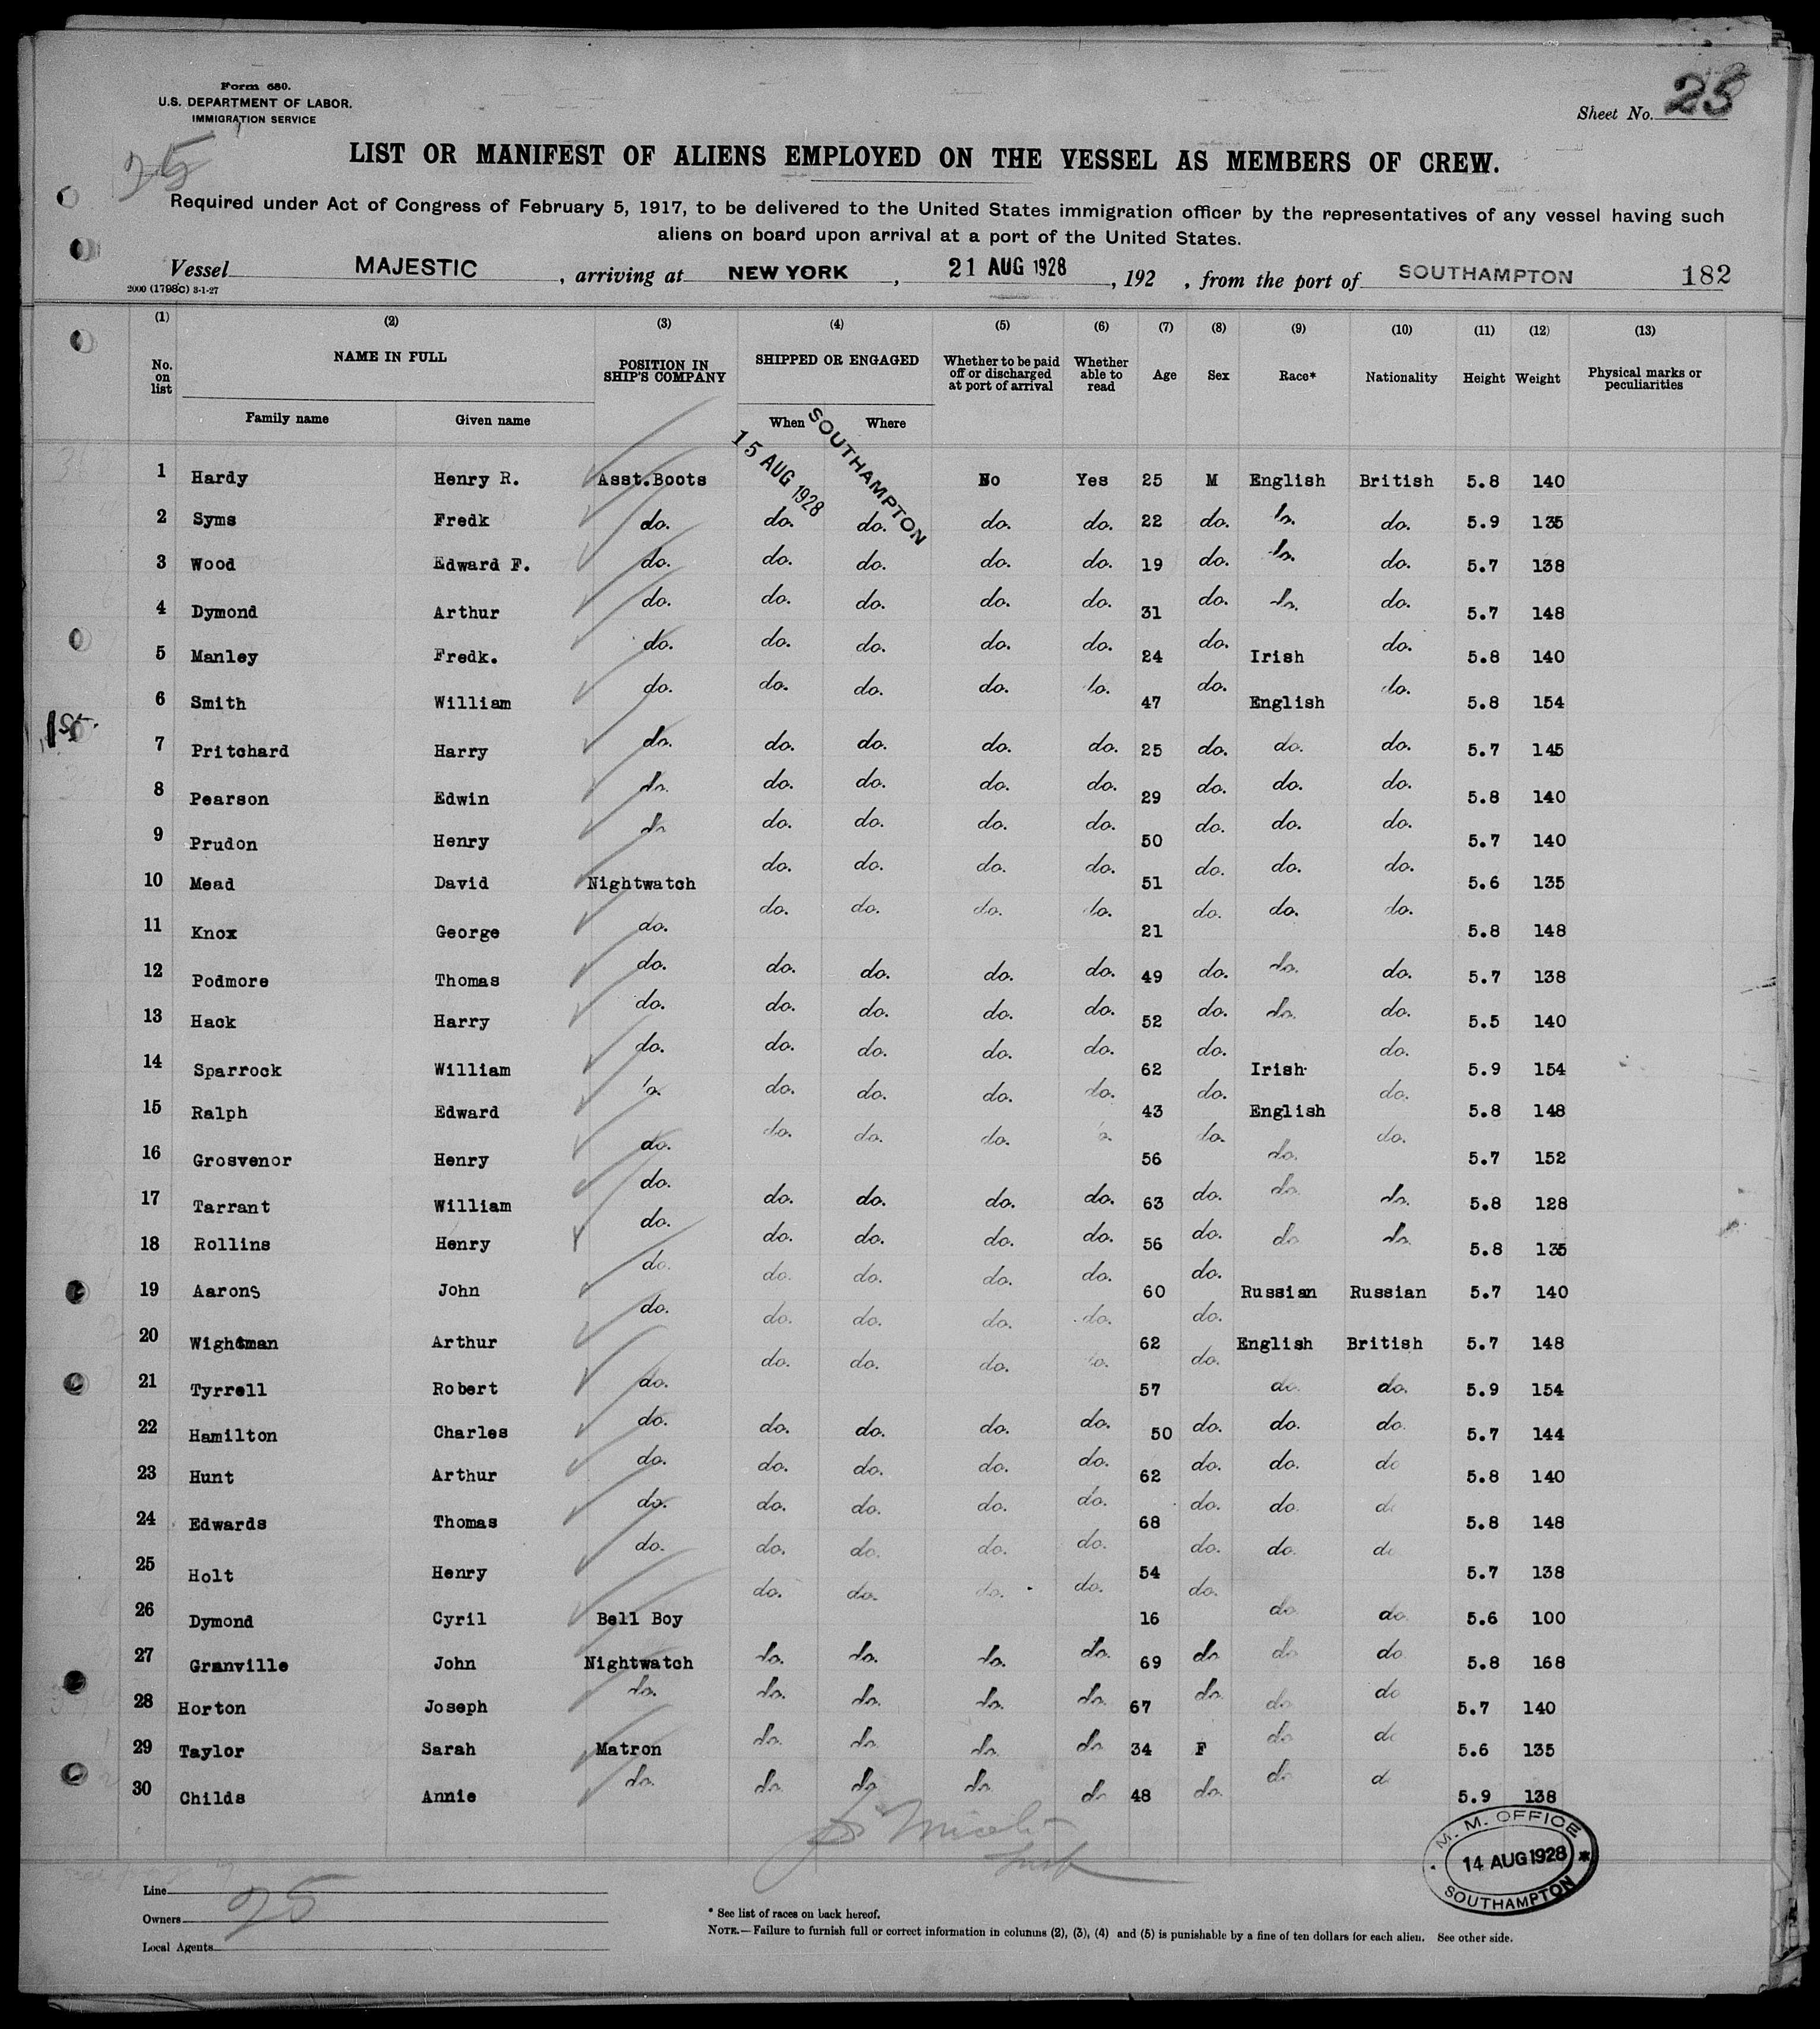 Form 680.
U.S. DEPARTMENT OF LABOR.
IMMIGRATION SERVICE
Sheet No. 23
25
LIST OR MANIFEST OF ALIENS EMPLOYED ON THE VESSEL AS MEMBERS OF CREW.
Required under Act of Congress of February 5, 1917, to be delivered to the United States immigration officer by the representatives of any vessel having such
aliens on board upon arrival at a port of the United States.
Vessel MAJESTIC, arriving at NEW YORK, 21 AUG 1928, 192 , from the port of SOUTHAMPTON 182
2000 (1798C) 3-1-27
(1) (2) (3) (4) (5) (6) (7) (8) (9) (10) (11) (12) (13)
No. on list NAME IN FULL POSITION IN SHIP'S COMPANY SHIPPED OR ENGAGED Whether to be paid off or discharged at port of arrival Whether able to read Age Sex Race* Nationality Height Weight Physical marks or peculiarities
Family name Given name When Where
15 AUG 1928 SOUTHAMPTON
1 Hardy Henry R. Asst.Boots No Yes 25 M English British 5.8 140
2 Syms Fredk do. do. do. do. do. 22 do. do. do. 5.9 135
3 Wood Edward F. do. do. do. do. do. 19 do. do. do. 5.7 138
4 Dymond Arthur do. do. do. do. do. 31 do. do. do. 5.7 148
5 Manley Fredk. do. do. do. do. do. 24 do. Irish do. 5.8 140
6 Smith William do. do. do. do. do. 47 do. English do. 5.8 154
7 Pritchard Harry do. do. do. do. do. 25 do. do. do. 5.7 145
8 Pearson Edwin do. do. do. do. do. 29 do. do. do. 5.8 140
9 Prudon Henry do. do. do. do. do. 50 do. do. do. 5.7 140
10 Mead David Nightwatch do. do. do. do. 51 do. do. do. 5.6 135
11 Knox George do. do. do. do. do. 21 do. do. do. 5.8 148
12 Podmore Thomas do. do. do. do. do. 49 do. do. do. 5.7 138
13 Hack Harry do. do. do. do. do. 52 do. do. do. 5.5 140
14 Sparrock William do. do. do. do. do. 62 do. Irish do. 5.9 154
15 Ralph Edward do. do. do. do. do. 43 do. English do. 5.8 148
16 Grosvenor Henry do. do. do. do. do. 56 do. do. do. 5.7 152
17 Tarrant William do. do. do. do. do. 63 do. do. do. 5.8 128
18 Rollins Henry do. do. do. do. do. 56 do. do do. 5.8 135
19 Aarons John do. do. do. do. do. 60 do. Russian Russian 5.7 140
20 Wightman Arthur do. do. do. do. do. 62 do. English British 5.7 148
21 Tyrrell Robert do. do. do. do. do. 57 do. do. do. 5.9 154
22 Hamilton Charles do. do. do. do. do. 50 do. do. do. 5.7 144
23 Hunt Arthur do. do. do. do. do. 62 do. do. do 5.8 140
24 Edwards Thomas do. do. do. do. do. 68 do. do. do 5.8 148
25 Holt Henry do. do. do. do. do. 54 do. do. do 5.7 138
26 Dymond Cyril Bell Boy do. do. do. do. 16 do. do. do. 5.6 100
27 Granville John Nightwatch do. do. do. do. 69 do do do 5.8 168
28 Horton Joseph do. do. do. do. do. 67 do. do. do 5.7 140
29 Taylor Sarah Matron do. do. do. do 34 F do do 5.6 135
30 Childs Annie do. do. do. do. do 48 do. do do 5.9 138
M. M. OFFICE
14 AUG 1928
SOUTHAMPTON
Line
Owners
25
Local Agents
* See list of races on back hereof.
NOTE.—Failure to furnish full or correct information in columns (2), (3), (4) and (5) is punishable by a fine of ten dollars for each alien. See other side.